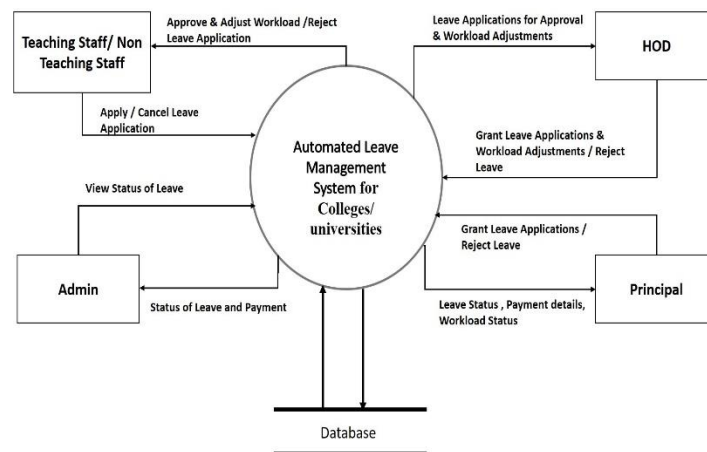 Teaching Staff/ Non
Teaching Staff
Approve & Adjust Workload /Reject
Leave Application
Leave Applications for Approval
& Workload Adjustments
HOD
Apply / Cancel Leave
Application
Automated Leave
Management
System for
Colleges/
universities
Grant Leave Applications &
Workload Adjustments / Reject
Leave
View Status of Leave
Grant Leave Applications /
Reject Leave
Admin
Status of Leave and Payment
Leave Status , Payment details,
Workload Status
Principal
Database